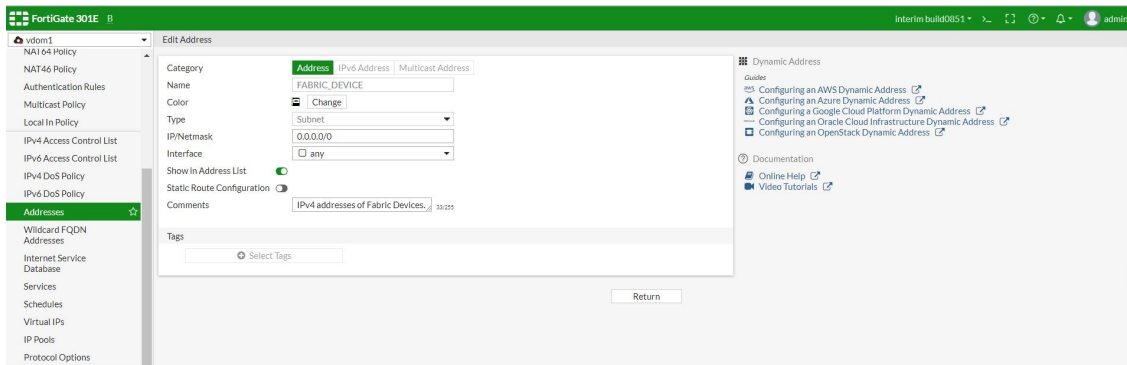 FortiGate 301E B
interim build0851
admin
vdom1
Edit Address
NAT64 Policy
NAT46 Policy
Authentication Rules
Multicast Policy
Local In Policy
IPv4 Access Control List
IPv6 Access Control List
IPv4 DoS Policy
IPv6 DoS Policy
Addresses
Wildcard FQDN
Addresses
Internet Service
Database
Services
Schedules
Virtual IPs
IP Pools
Protocol Options
Category Address IPv6 Address Multicast Address
Name FABRIC_DEVICE
Color Change
Type Subnet
IP/Netmask 0.0.0.0/0
Interface any
Show in Address List
Static Route Configuration
Comments IPv4 addresses of Fabric Devices. 33/255
Tags
Select Tags
Return
Dynamic Address
Guides
Configuring an AWS Dynamic Address
Configuring an Azure Dynamic Address
Configuring a Google Cloud Platform Dynamic Address
Configuring an Oracle Cloud Infrastructure Dynamic Address
Configuring an OpenStack Dynamic Address
Documentation
Online Help
Video Tutorials